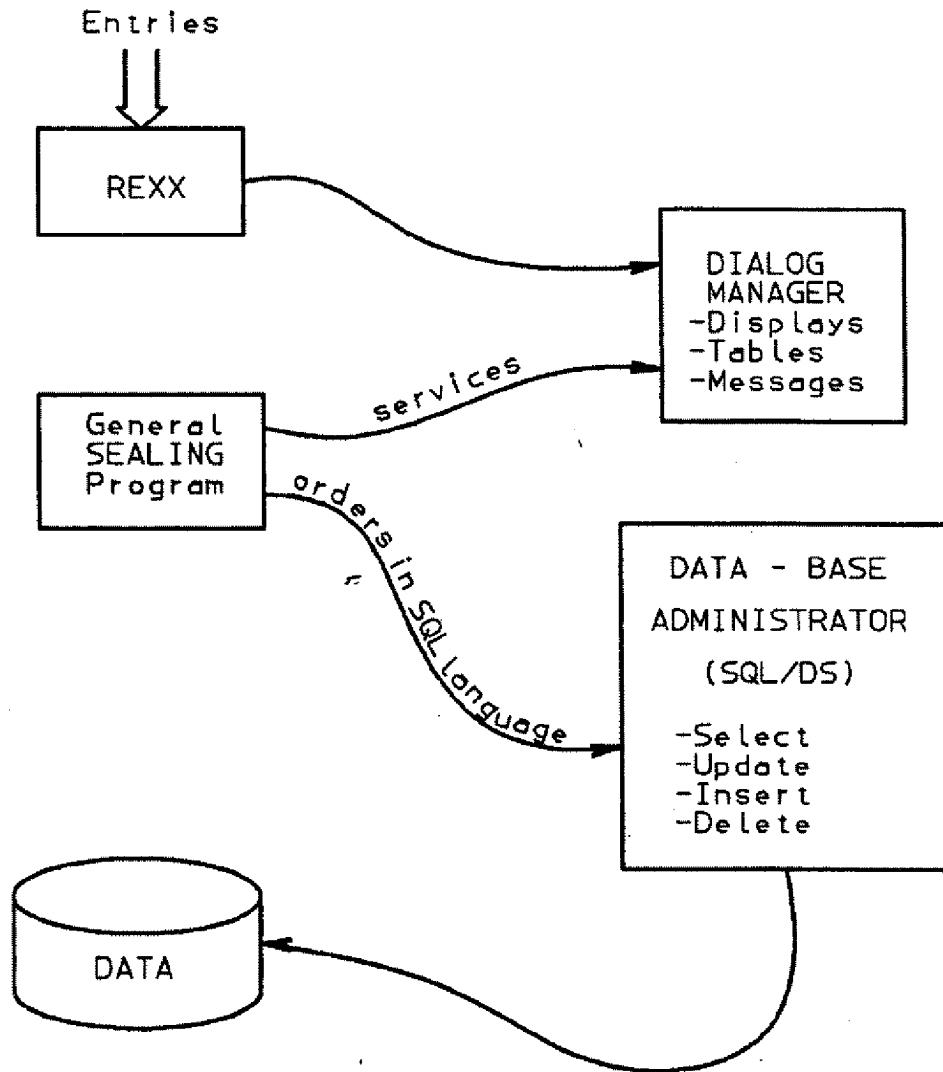 Entries
REXX
DIALOG
MANAGER
-Displays
-Tables
-Messages
services
General
SEALING
Program
orders in SQL language
DATA - BASE
ADMINISTRATOR
(SQL/DS)
-Select
-Update
-Insert
-Delete
DATA